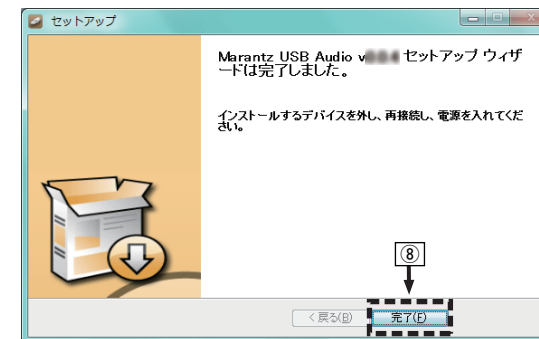 セットアップ
Marantz USB Audio v セットアップ ウィザ
ードは完了しました。
インストールするデバイスを外し、再接続し、電源を入れてくだ
さい。
⑧
< 戻る(B)
完了(F)